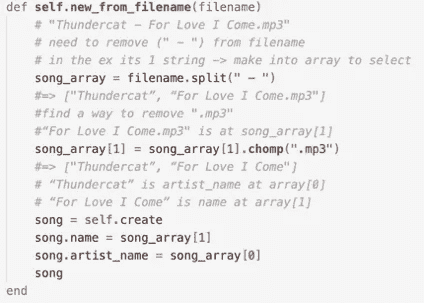 def self.new_from_filename(filename)
# "Thundercat - For Love I Come.mp3"
# need to remove (" - ") from filename
# in the ex its 1 string -> make into array to select
song_array = filename.split(" - ")
#=> ["Thundercat”, “For Love I Come.mp3"]
#find a way to remove ".mp3"
#“For Love I Come.mp3" is at song_array[1]
song_array[1] = song_array[1].chomp(".mp3")
#=> ["Thundercat”, “For Love I Come"]
# “Thundercat” is artist_name at array[0]
# “For Love I Come” is name at array[1]
song = self.create
song.name = song_array[1]
song.artist_name = song_array[0]
song
end